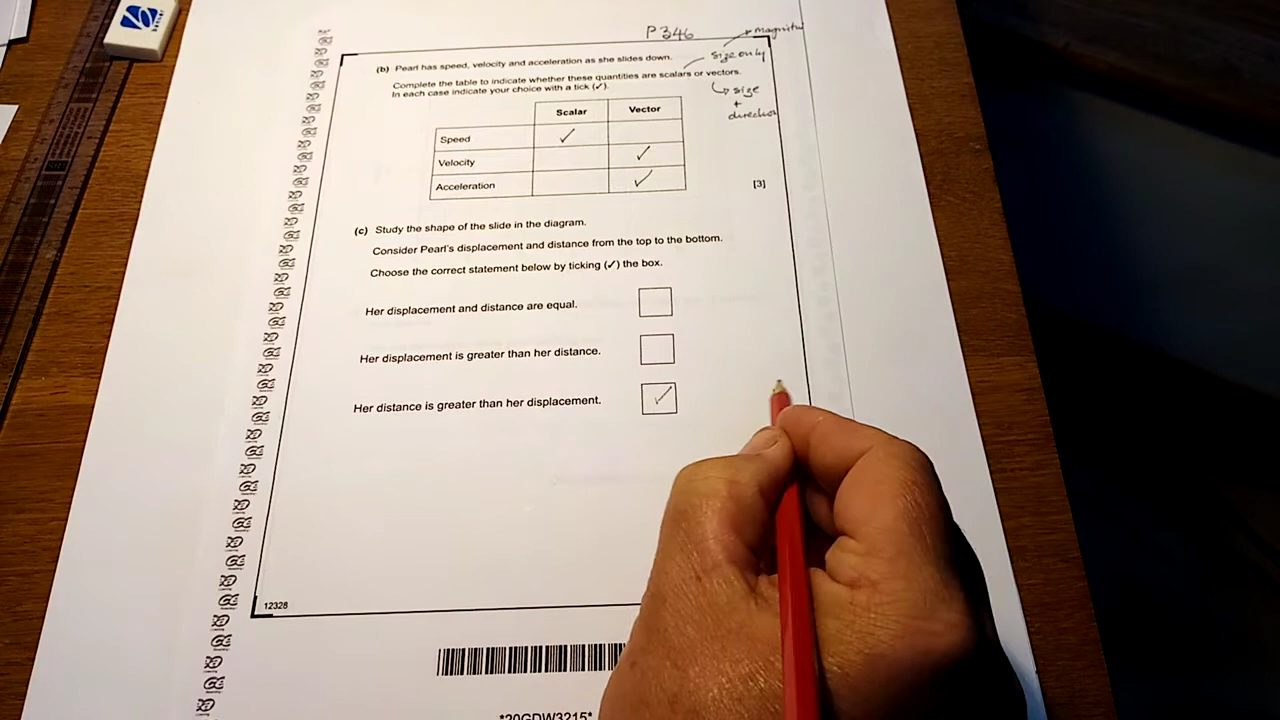 P346
magnitu
size only
(b) Pearl has speed, velocity and acceleration as she slides down.
Complete the table to indicate whether these quantities are scalars or vectors.
In each case indicate your choice with a tick (✓).
size
+
direction
Scalar Vector
Speed ✓
Velocity ✓
Acceleration ✓
[3]
(c) Study the shape of the slide in the diagram.
Consider Pearl's displacement and distance from the top to the bottom.
Choose the correct statement below by ticking (✓) the box.
Her displacement and distance are equal.
Her displacement is greater than her distance.
Her distance is greater than her displacement. ✓
12328
*20GDW3215*